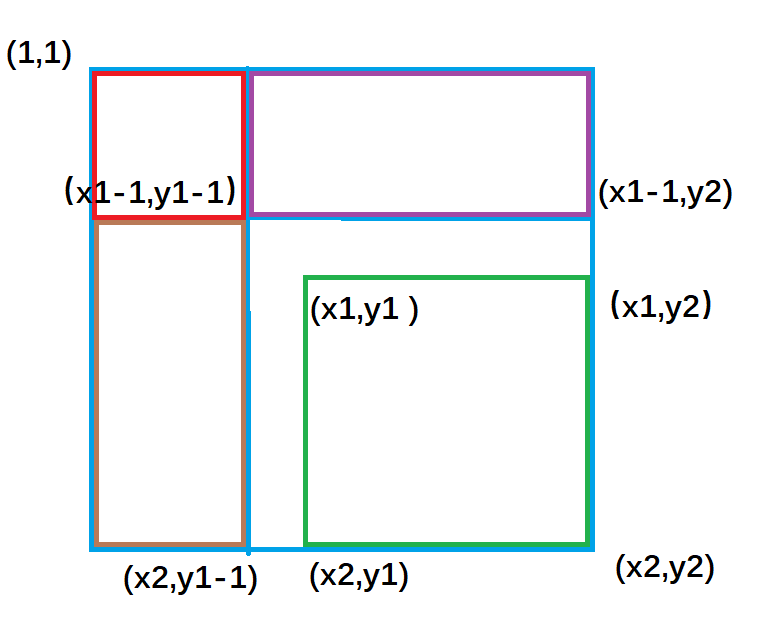 (1,1)
(x1-1,y1-1)
(x1-1,y2)
(x1,y1 )
(x1,y2)
(x2,y1-1)
(x2,y1)
(x2,y2)